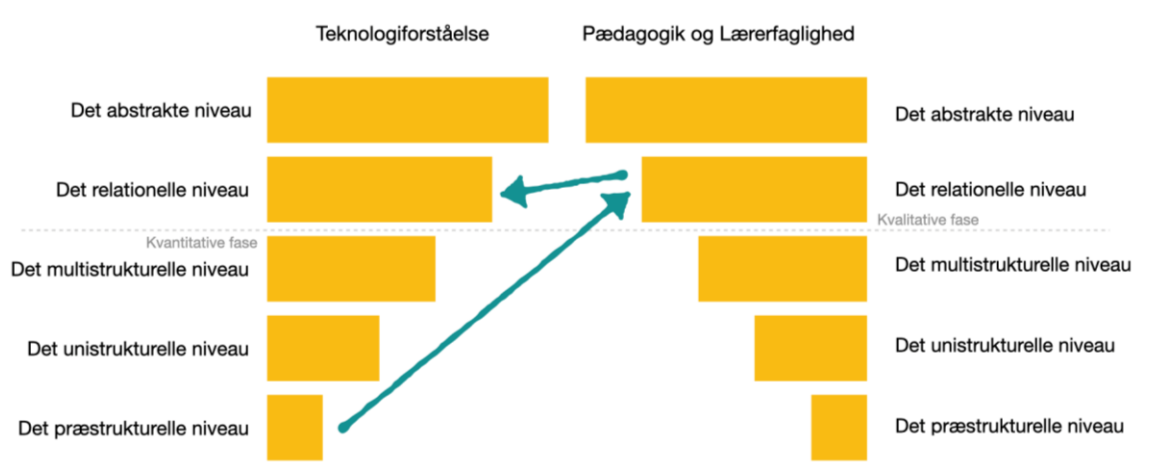 Teknologiforståelse
Pædagogik og Lærerfaglighed
Det abstrakte niveau
Det abstrakte niveau
Det relationelle niveau
Det relationelle niveau
Kvalitative fase
Kvantitative fase
Det multistrukturelle niveau
Det multistrukturelle niveau
Det unistrukturelle niveau
Det unistrukturelle niveau
Det præstrukturelle niveau
Det præstrukturelle niveau